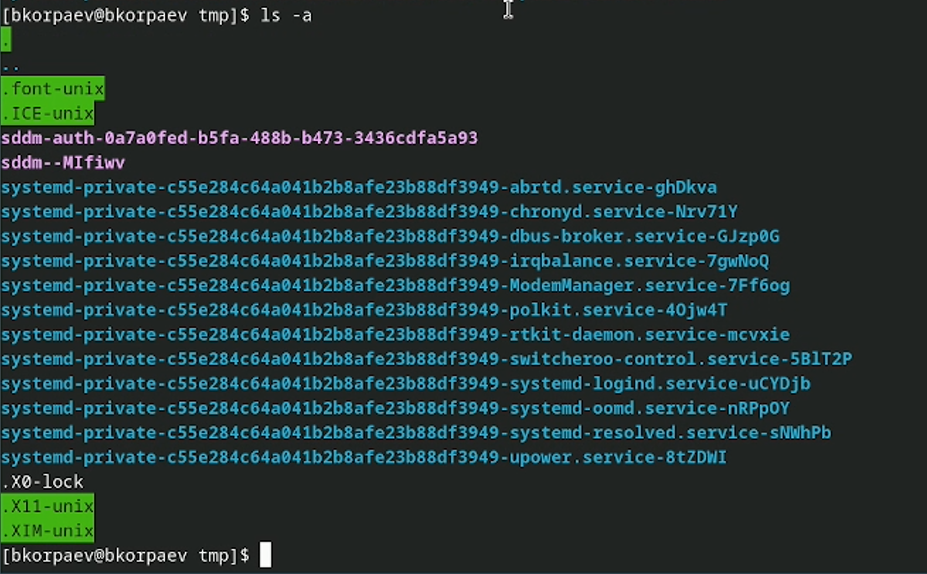 [bkorpaev@bkorpaev tmp]$ ls -a
.
..
.font-unix
.ICE-unix
sddm-auth-0a7a0fed-b5fa-488b-b473-3436cdfa5a93
sddm--MIfiwv
systemd-private-c55e284c64a041b2b8afe23b88df3949-abrtd.service-ghDkva
systemd-private-c55e284c64a041b2b8afe23b88df3949-chronyd.service-Nrv71Y
systemd-private-c55e284c64a041b2b8afe23b88df3949-dbus-broker.service-GJzp0G
systemd-private-c55e284c64a041b2b8afe23b88df3949-irqbalance.service-7gwNoQ
systemd-private-c55e284c64a041b2b8afe23b88df3949-ModemManager.service-7Ff6og
systemd-private-c55e284c64a041b2b8afe23b88df3949-polkit.service-4Ojw4T
systemd-private-c55e284c64a041b2b8afe23b88df3949-rtkit-daemon.service-mcvxie
systemd-private-c55e284c64a041b2b8afe23b88df3949-switcheroo-control.service-5BlT2P
systemd-private-c55e284c64a041b2b8afe23b88df3949-systemd-logind.service-uCYDjb
systemd-private-c55e284c64a041b2b8afe23b88df3949-systemd-oomd.service-nRPpOY
systemd-private-c55e284c64a041b2b8afe23b88df3949-systemd-resolved.service-sNWhPb
systemd-private-c55e284c64a041b2b8afe23b88df3949-upower.service-8tZDWI
.X0-lock
.X11-unix
.XIM-unix
[bkorpaev@bkorpaev tmp]$